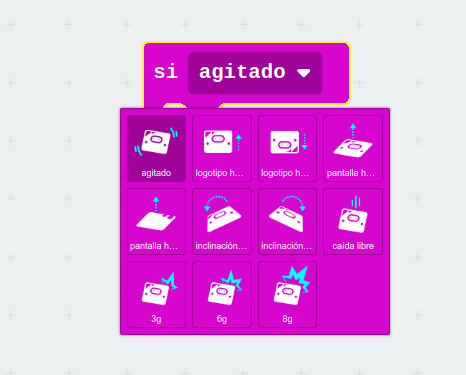 si agitado
agitado
logotipo h...
logotipo h...
pantalla h...
pantalla h...
inclinación...
inclinación...
caída libre
3g
6g
8g